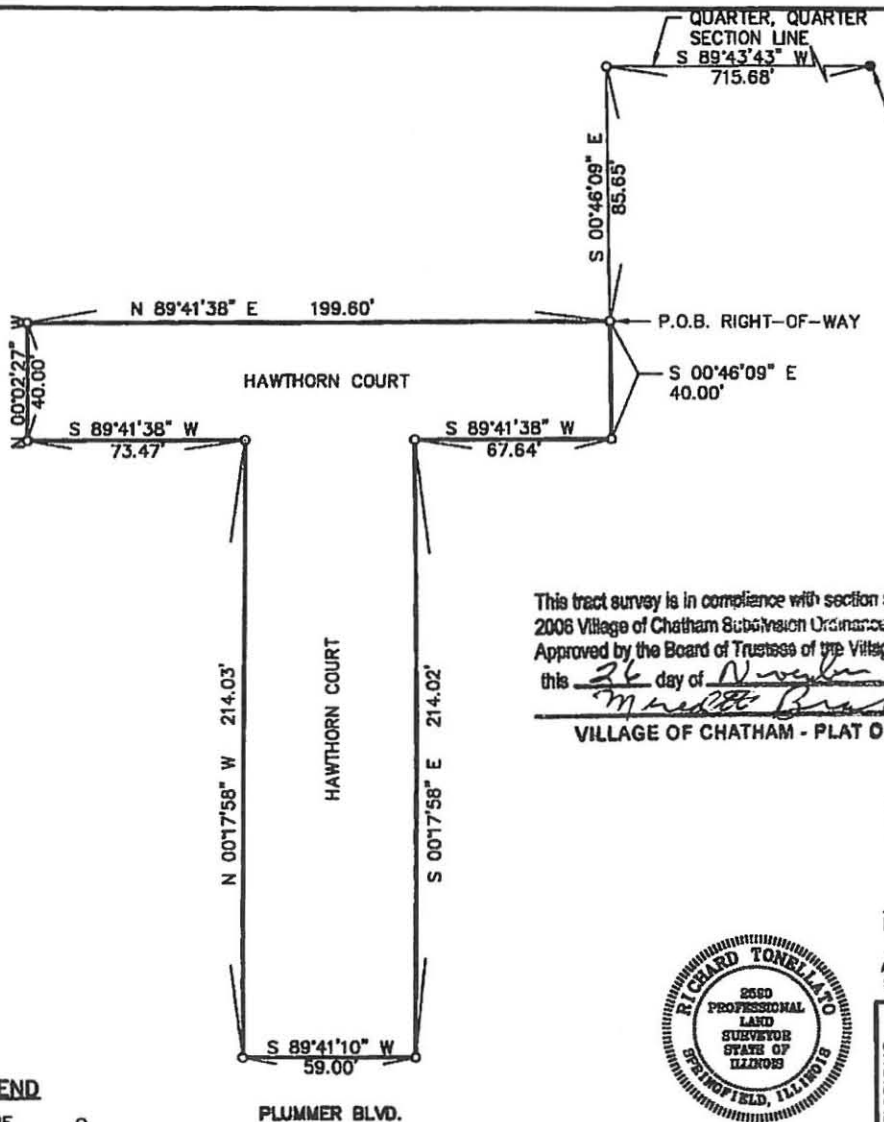 QUARTER, QUARTER
SECTION LINE
S 89°43'43" W
715.68'
S 00°46'09" E
85.65'
N 89°41'38" E 199.60'
P.O.B. RIGHT-OF-WAY
N 00°02'27" W
40.00'
HAWTHORN COURT
S 00°46'09" E
40.00'
S 89°41'38" W
73.47'
S 89°41'38" W
67.64'
This tract survey is in compliance with section
2006 Village of Chatham Subdivision Ordinance
Approved by the Board of Trustees of the Villag
this 26 day of November
VILLAGE OF CHATHAM - PLAT O
N 00°17'58" W 214.03'
HAWTHORN COURT
S 00°17'58" E 214.02'
RICHARD TONELLATO
2580
PROFESSIONAL
LAND
SURVEYOR
STATE OF
ILLINOIS
SPRINGFIELD, ILLINOIS
S 89°41'10" W
59.00'
END
PLUMMER BLVD.